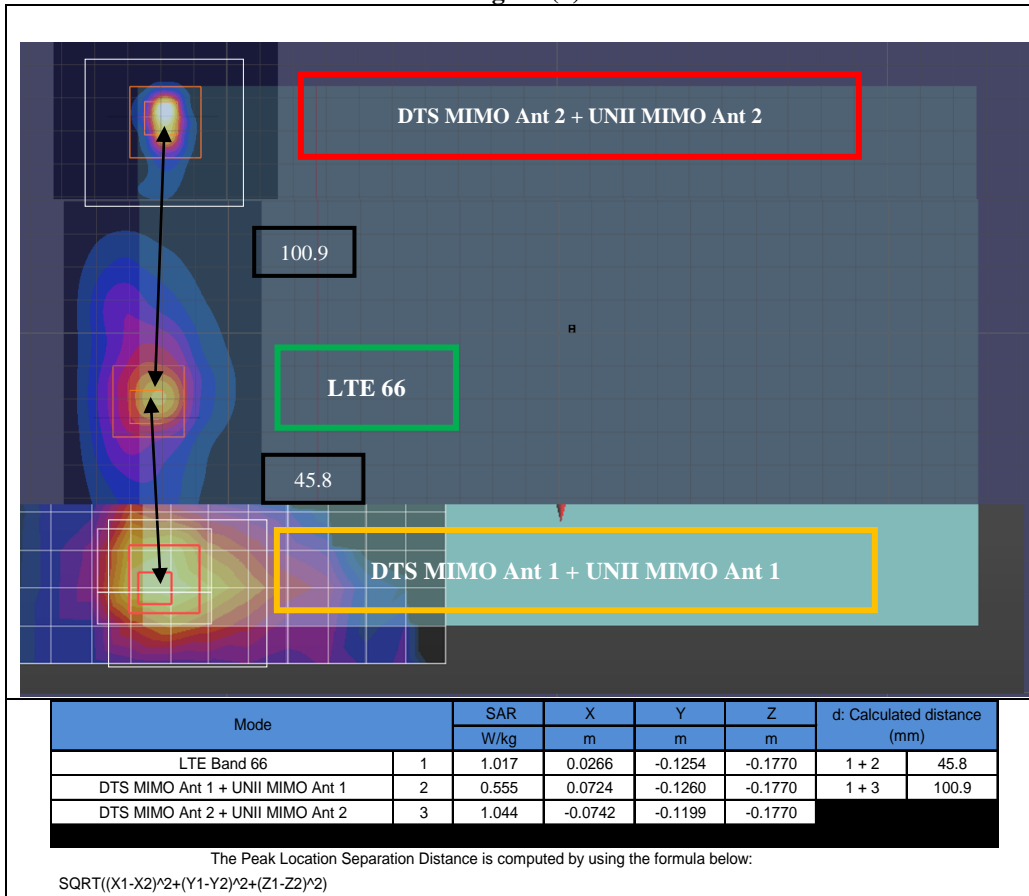 DTS MIMO Ant 2 + UNII MIMO Ant 2
100.9
LTE 66
45.8
DTS MIMO Ant 1 + UNII MIMO Ant 1
Mode SAR X Y Z d: Calculated distance (mm)
W/kg m m m
LTE Band 66 1 1.017 0.0266 -0.1254 -0.1770 1 + 2 45.8
DTS MIMO Ant 1 + UNII MIMO Ant 1 2 0.555 0.0724 -0.1260 -0.1770 1 + 3 100.9
DTS MIMO Ant 2 + UNII MIMO Ant 2 3 1.044 -0.0742 -0.1199 -0.1770
The Peak Location Separation Distance is computed by using the formula below:
SQRT((X1-X2)^2+(Y1-Y2)^2+(Z1-Z2)^2)